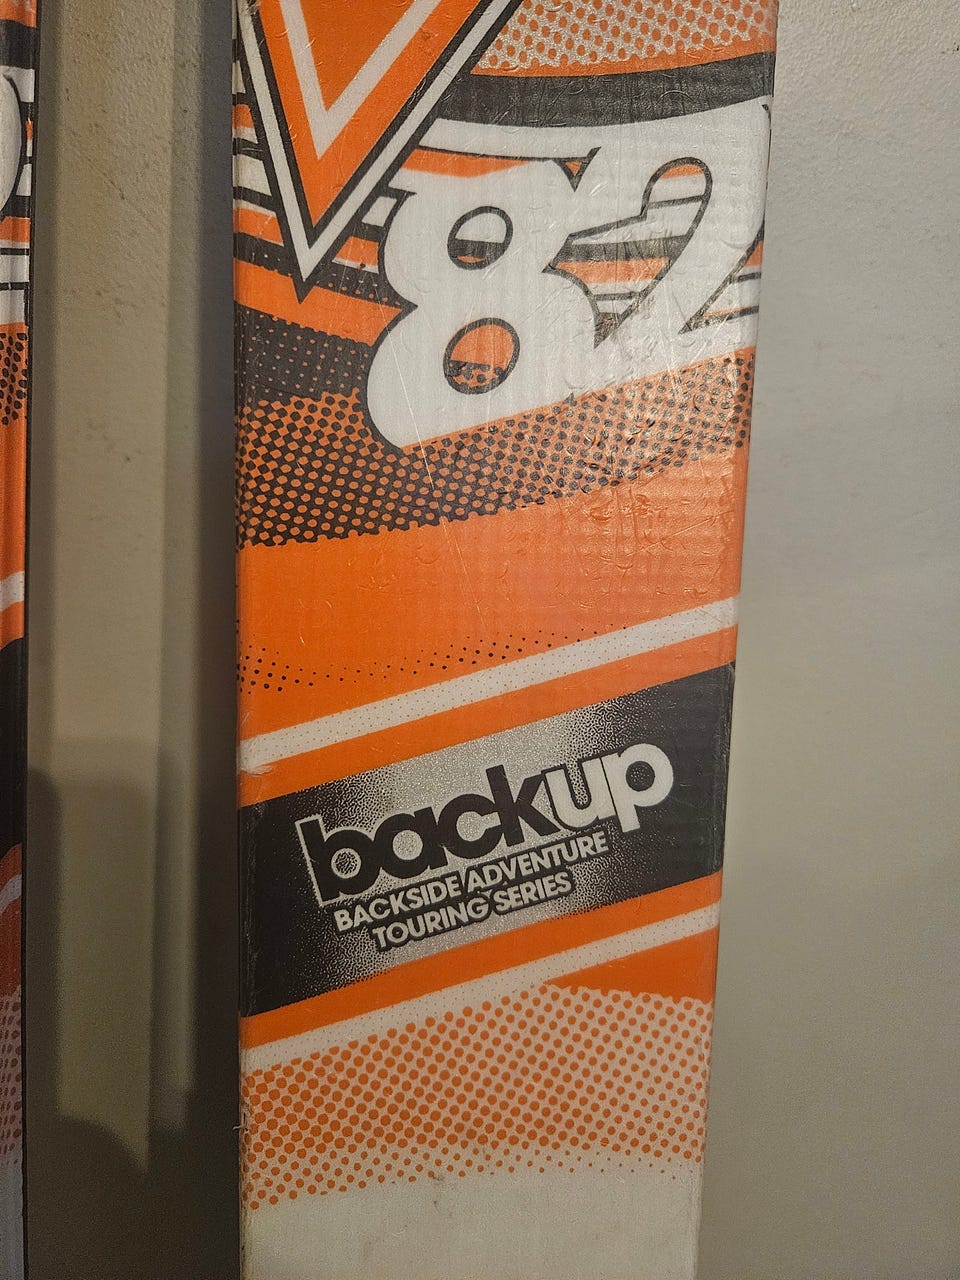 82
backup
BACKSIDE ADVENTURE
TOURING SERIES